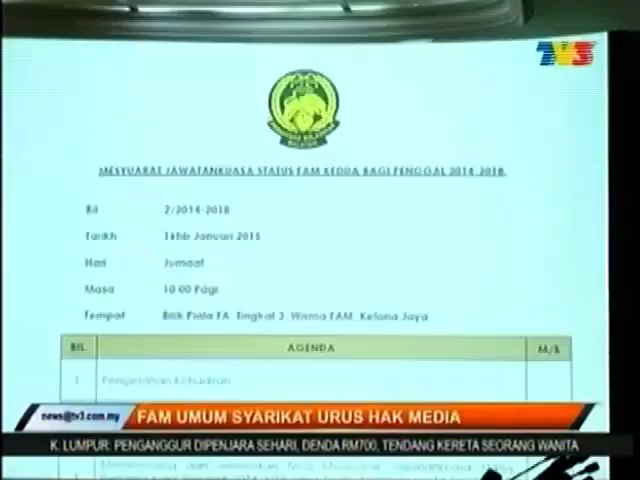 TV3
MESYUARAT JAWATANKUASA STATUS FAM KEDUA BAGI PENGGAL 2014-2018
Bil 2/2014-2018
Tarikh 16hb Januari 2015
Hari Jumaat
Masa 10.00 Pagi
Tempat Bilik Piala FA, Tingkat 3, Wisma FAM, Kelana Jaya
BIL AGENDA M/S
1 Pengesahan Kehadiran
news@tv3.com.my FAM UMUM SYARIKAT URUS HAK MEDIA
K. LUMPUR: PENGANGGUR DIPENJARA SEHARI, DENDA RM700, TENDANG KERETA SEORANG WANITA